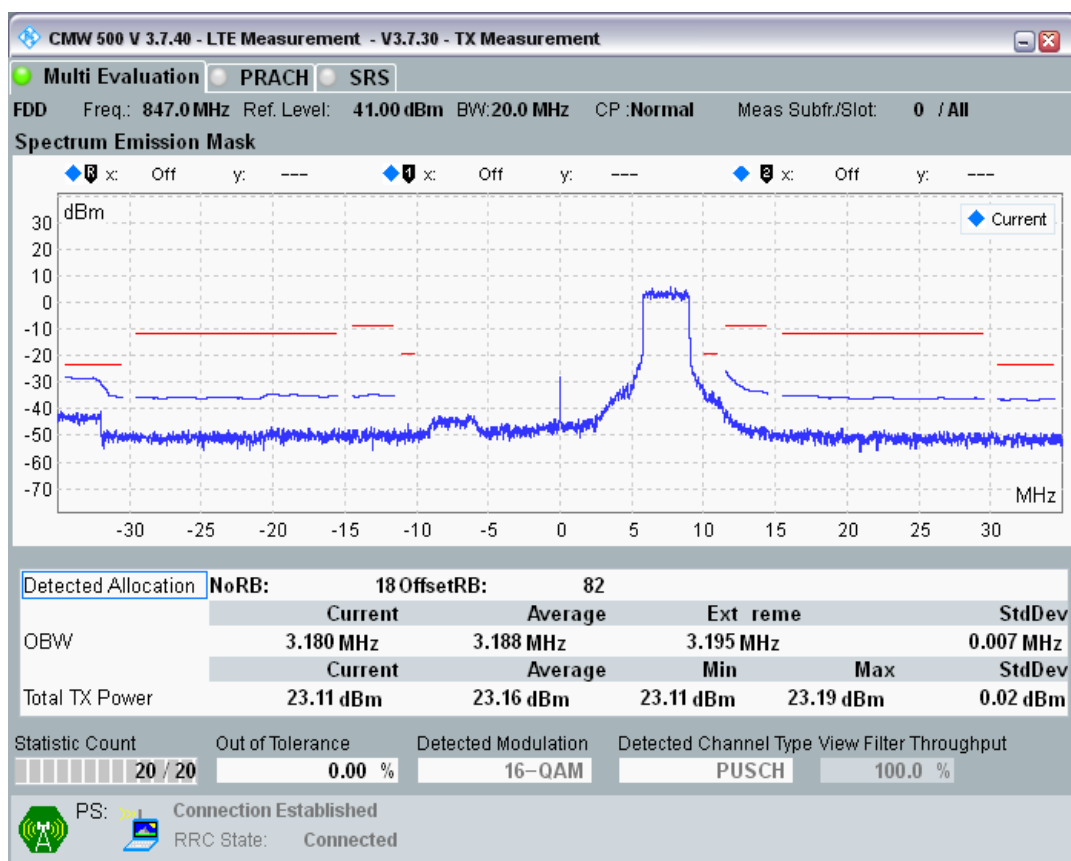 CMW 500 V 3.7.40 - LTE Measurement - V3.7.30 - TX Measurement
Multi Evaluation PRACH SRS
FDD Freq.: 847.0 MHz Ref. Level: 41.00 dBm BW:20.0 MHz CP :Normal Meas Subfr./Slot: 0 / All
Spectrum Emission Mask
R x: Off y: --- 1 x: Off y: --- 2 x: Off y: ---
dBm
Current
30
20
10
0
-10
-20
-30
-40
-50
-60
-70
MHz
-30 -25 -20 -15 -10 -5 0 5 10 15 20 25 30
Detected Allocation NoRB: 18 OffsetRB: 82
Current Average Ext reme StdDev
OBW 3.180 MHz 3.188 MHz 3.195 MHz 0.007 MHz
Current Average Min Max StdDev
Total TX Power 23.11 dBm 23.16 dBm 23.11 dBm 23.19 dBm 0.02 dBm
Statistic Count Out of Tolerance Detected Modulation Detected Channel Type View Filter Throughput
20 / 20 0.00 % 16-QAM PUSCH 100.0 %
PS: Connection Established
RRC State: Connected